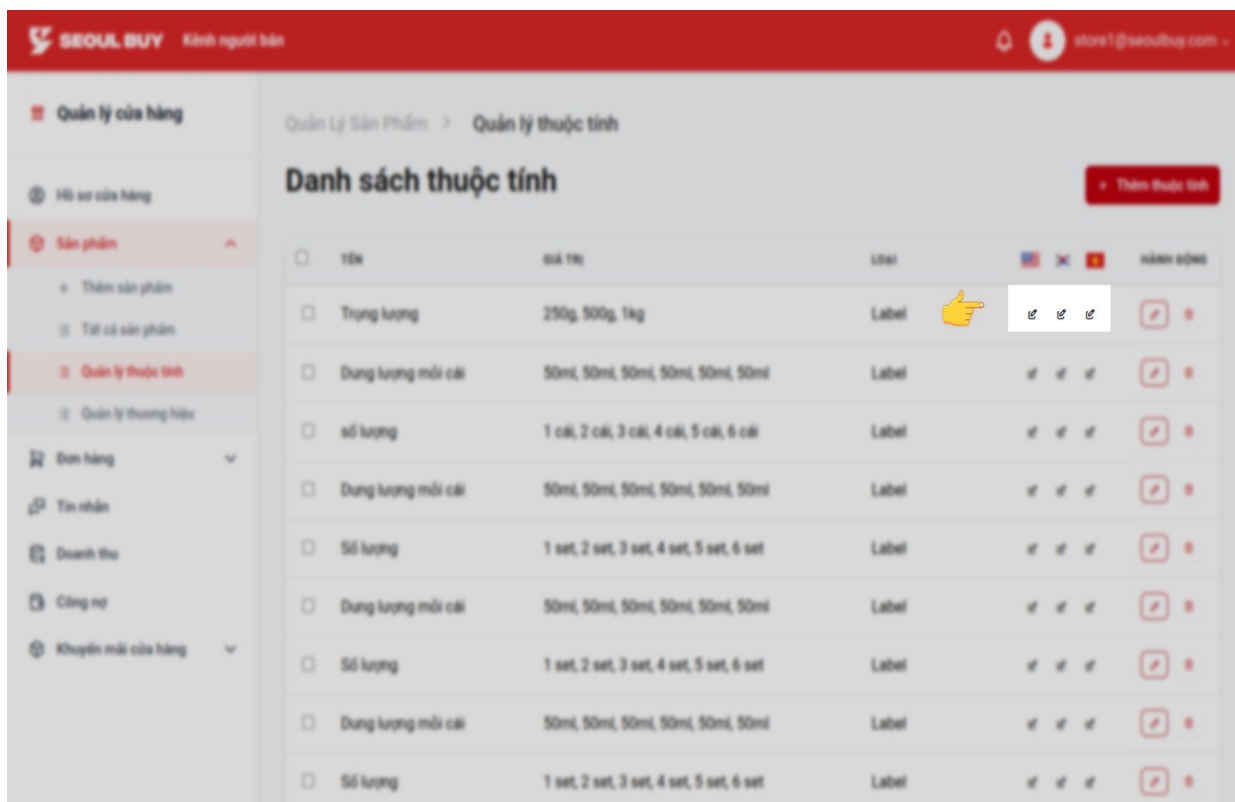 SEOUL BUY Kênh người bán store1@seoulbuy.com
Quản lý cửa hàng
Hồ sơ cửa hàng
Sản phẩm
Thêm sản phẩm
Tất cả sản phẩm
Quản lý thuộc tính
Quản lý thương hiệu
Đơn hàng
Tin nhắn
Doanh thu
Công nợ
Khuyến mãi cửa hàng
Quản Lý Sản Phẩm > Quản lý thuộc tính
Danh sách thuộc tính
+ Thêm thuộc tính
TÊN GIÁ TRỊ LOẠI HÀNH ĐỘNG
Trọng lượng 250g, 500g, 1kg Label
Dung lượng mỗi cái 50ml, 50ml, 50ml, 50ml, 50ml, 50ml Label
số lượng 1 cái, 2 cái, 3 cái, 4 cái, 5 cái, 6 cái Label
Dung lượng mỗi cái 50ml, 50ml, 50ml, 50ml, 50ml, 50ml Label
Số lượng 1 set, 2 set, 3 set, 4 set, 5 set, 6 set Label
Dung lượng mỗi cái 50ml, 50ml, 50ml, 50ml, 50ml, 50ml Label
Số lượng 1 set, 2 set, 3 set, 4 set, 5 set, 6 set Label
Dung lượng mỗi cái 50ml, 50ml, 50ml, 50ml, 50ml, 50ml Label
Số lượng 1 set, 2 set, 3 set, 4 set, 5 set, 6 set Label